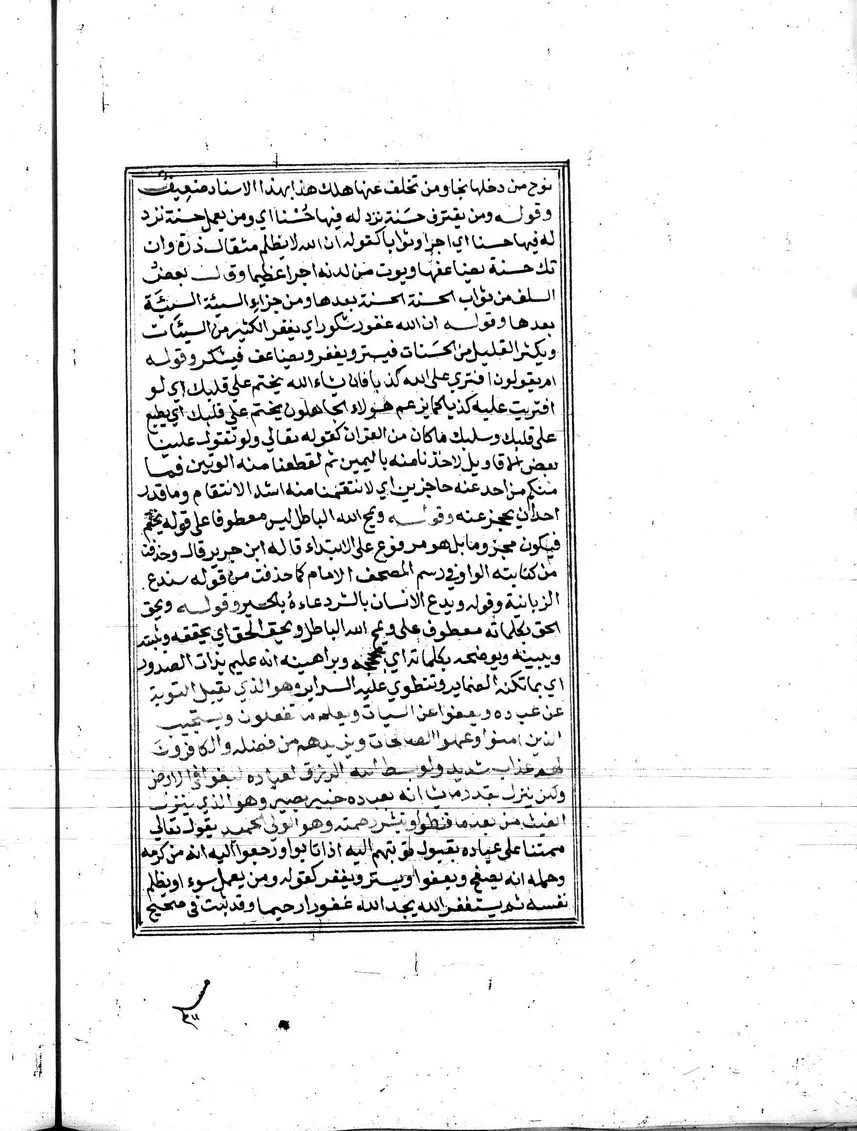 نوح من دخلها نجا ومن تخلف عنها هلك هذا بهذا الاسناد ضعيف
وقوله ومن يقترف حسنة نزد له فيها حسنا اي ومن يعمل حسنة نزد
له فيها حسنا اي اجرا وثوابا كقوله ان الله لا يظلم مثقال ذرة وان
تك حسنة يضاعفها ويوت من لدنه اجرا عظيما وقال بعض
السلف من ثواب الحسنة الحسنة بعدها ومن جزاء السيئة السيئة
بعدها وقوله ان الله غفور شكور اي يغفر الكثير من السيئات
ويكثر القليل من الحسنات فيستر ويغفر ويضاعف فيشكر وقوله
ام يقولون افتري على الله كذبا فان يشاء الله يختم على قلبك اي لو
افتريت عليه كذبا كما يزعم هولاء الجاهلون يختم على قلبك اي يطبع
على قلبك وسلبك ماكان من القران كقوله تعالي ولو تقول علينا
بعض الاقاويل لاخذنا منه باليمين ثم لقطعنا منه الوتين فما
منكم من احد عنه حاجزين اي لانتقمنا منه اشد الانتقام وما قدر
احد ان يحجز عنه وقوله ويمح الله الباطل ليس معطوفا على قوله يختم
فيكون مجزوما بل هو مرفوع على الابتداء قاله ابن جرير قال وحذفت
من كتابته الواو في رسم المصحف الامام كما حذفت من قوله سندع
الزبانية وقوله ويدع الانسان بالشر دعاءه بالخير وقوله ويحق
الحق بكلماته معطوف على ويمح الله الباطل ويحق الحق اي يحققه ويثبته
ويبينه ويوضحه بكلماته اي بحججه وبراهينه انه عليم بذات الصدور
اي بما تكنه الضماير وتنطوي عليه السراير وهو الذي يقبل التوبة
عن عباده ويعفوا عن السيات ويعلم ما تفعلون ويستجيب
الذين امنوا وعملوا الصالحات ويزيدهم من فضله والكافرون
لهم عذاب شديد ولو بسط الله الرزق لعباده لبغوا في الارض
ولكن ينزل بقدر ما يشا انه بعباده خبير بصير وهو الذي ينزل
الغيث من بعد ما قنطوا وينشر رحمته وهو الولي الحميد يقول تعالي
ممتنا على عباده بقبول توبتهم اليه اذا تابوا ورجعوا اليه انه من كرمه
وحلمه انه يصفح ويعفوا ويستر ويغفر كقوله ومن يعمل سوء او يظلم
نفسه ثم يستغفر الله يجد الله غفورا رحيما وقد ثبت في صحيح